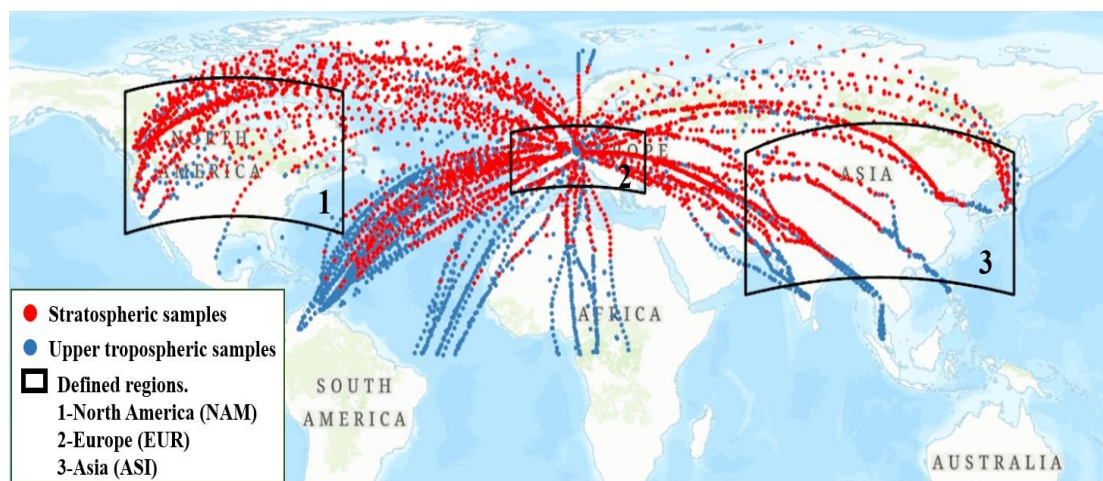 NORTH
AMERICA
1
EUROPE
2
ASIA
3
AFRICA
SOUTH
AMERICA
AUSTRALIA
Stratospheric samples
Upper tropospheric samples
Defined regions.
1-North America (NAM)
2-Europe (EUR)
3-Asia (ASI)